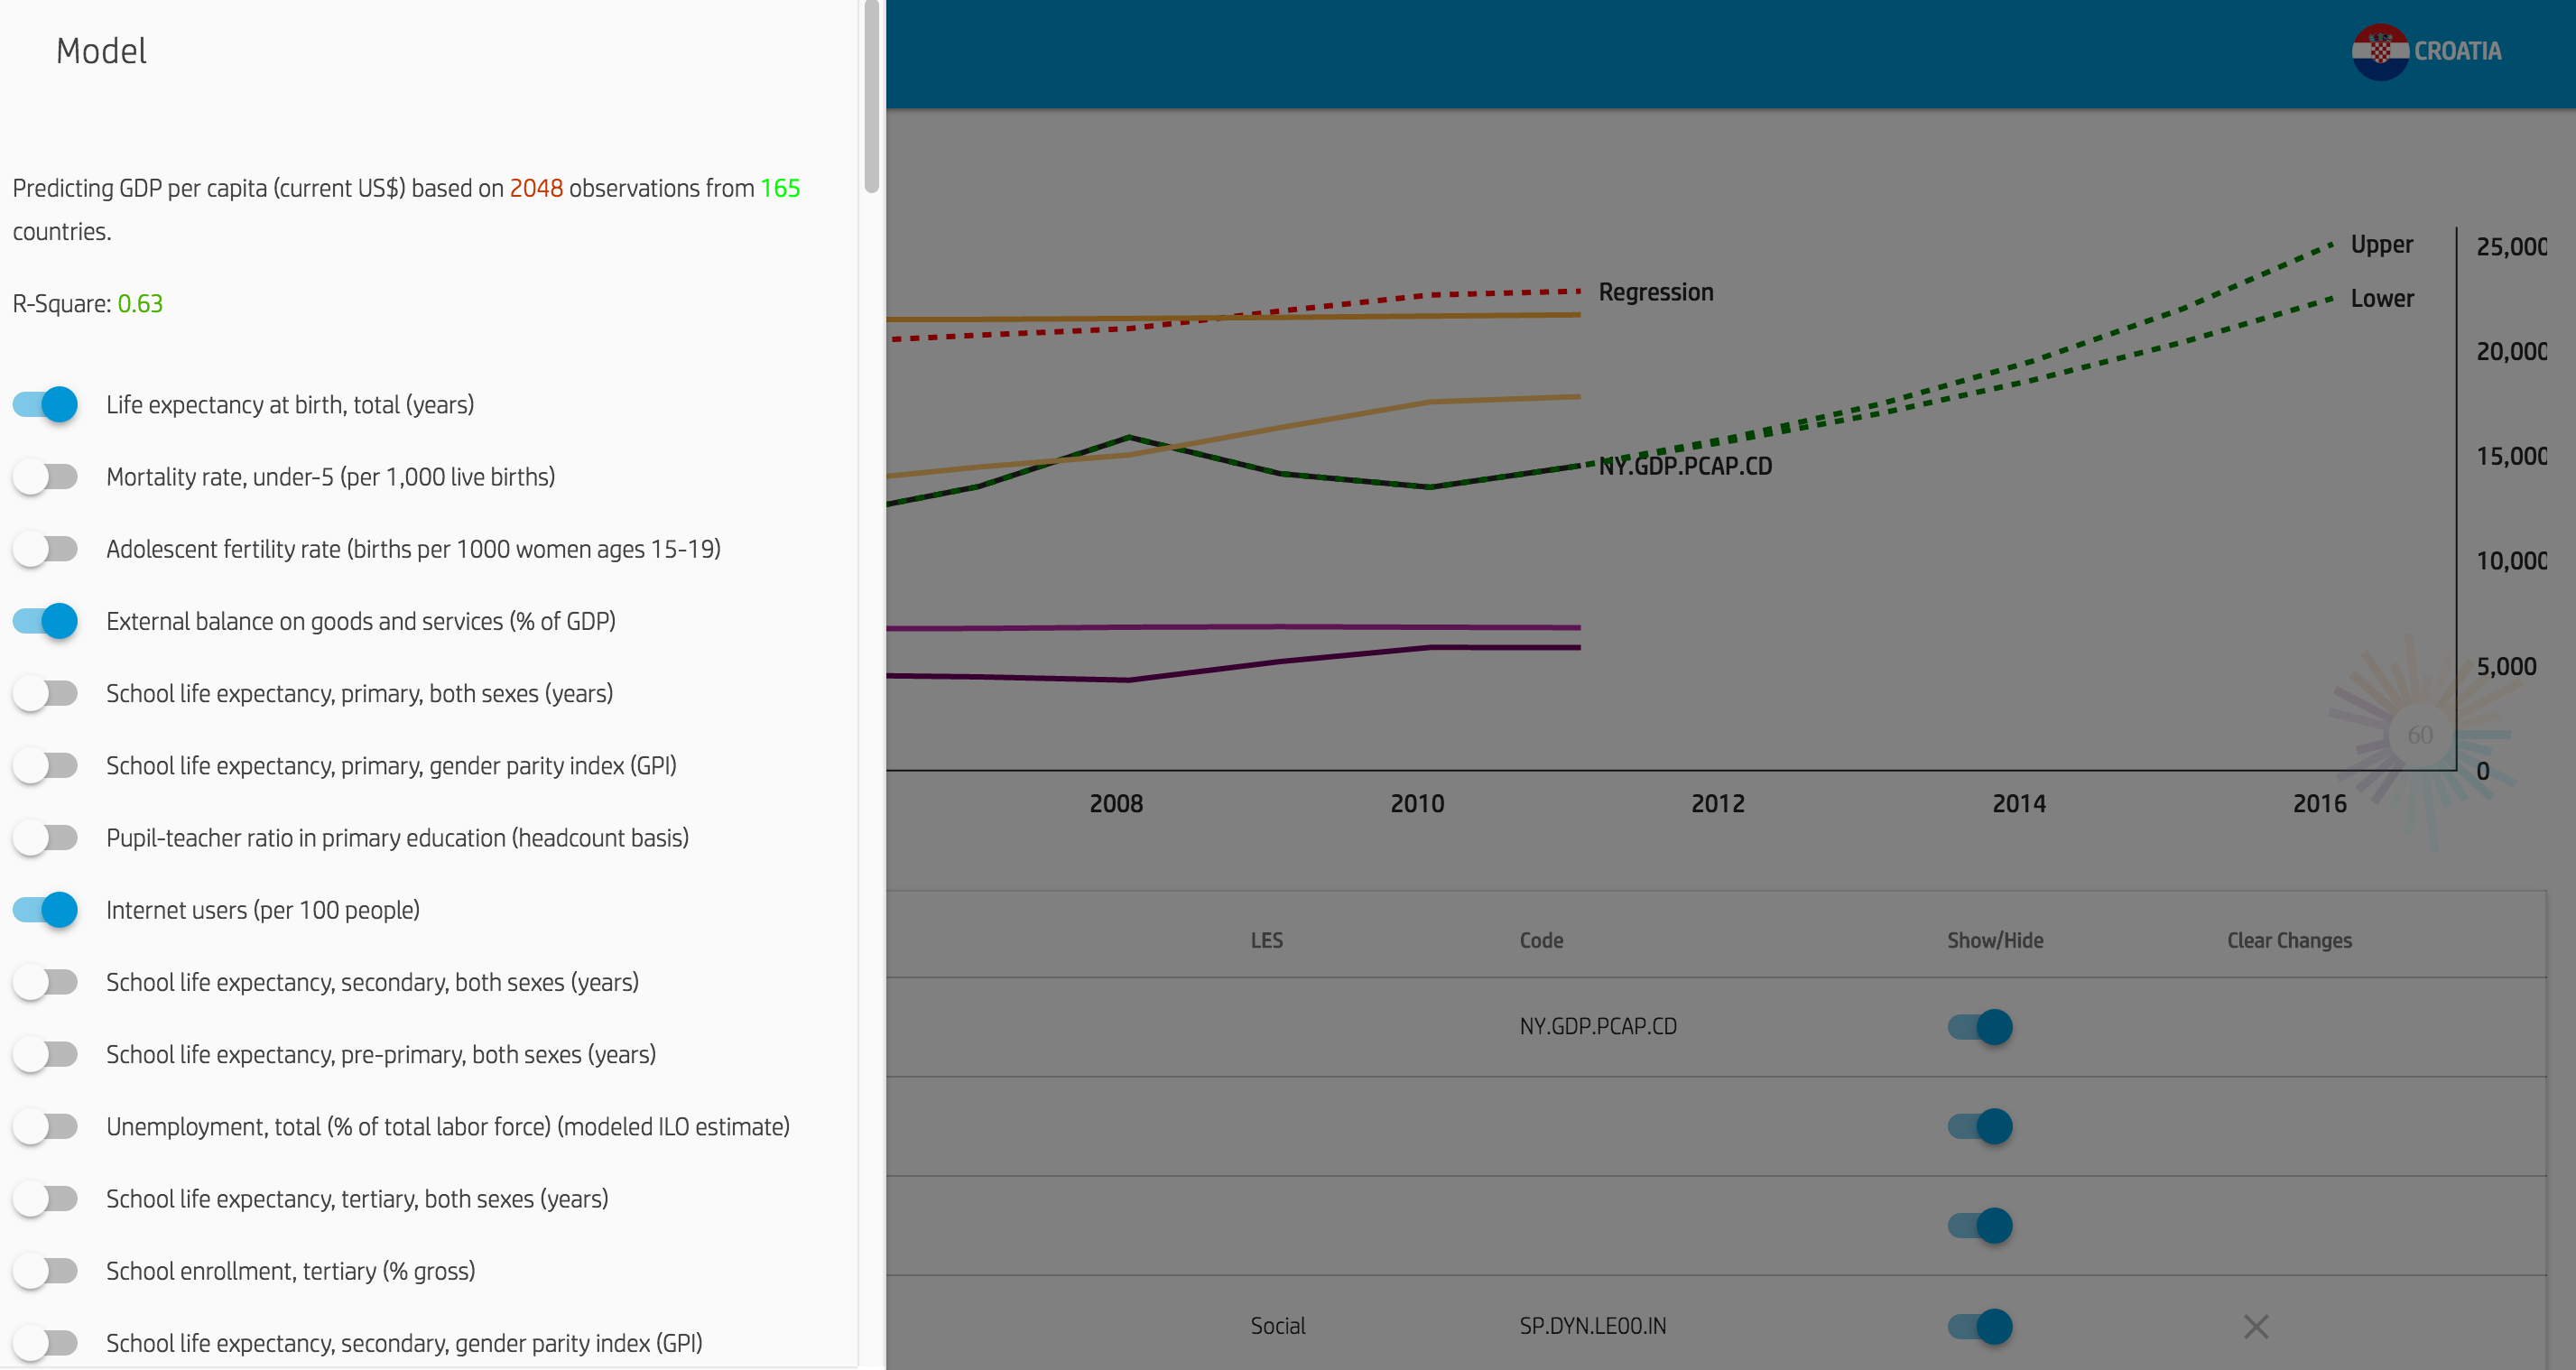 Model
CROATIA
Predicting GDP per capita (current US$) based on 2048 observations from 165
countries.
R-Square: 0.63
Life expectancy at birth, total (years)
Mortality rate, under-5 (per 1,000 live births)
Adolescent fertility rate (births per 1000 women ages 15-19)
External balance on goods and services (% of GDP)
School life expectancy, primary, both sexes (years)
School life expectancy, primary, gender parity index (GPI)
Pupil-teacher ratio in primary education (headcount basis)
Internet users (per 100 people)
School life expectancy, secondary, both sexes (years)
School life expectancy, pre-primary, both sexes (years)
Unemployment, total (% of total labor force) (modeled ILO estimate)
School life expectancy, tertiary, both sexes (years)
School enrollment, tertiary (% gross)
School life expectancy, secondary, gender parity index (GPI)
Upper
Lower
Regression
NY.GDP.PCAP.CD
25,000
20,000
15,000
10,000
5,000
0
60
2008 2010 2012 2014 2016
LES Code Show/Hide Clear Changes
NY.GDP.PCAP.CD
Social SP.DYN.LE00.IN